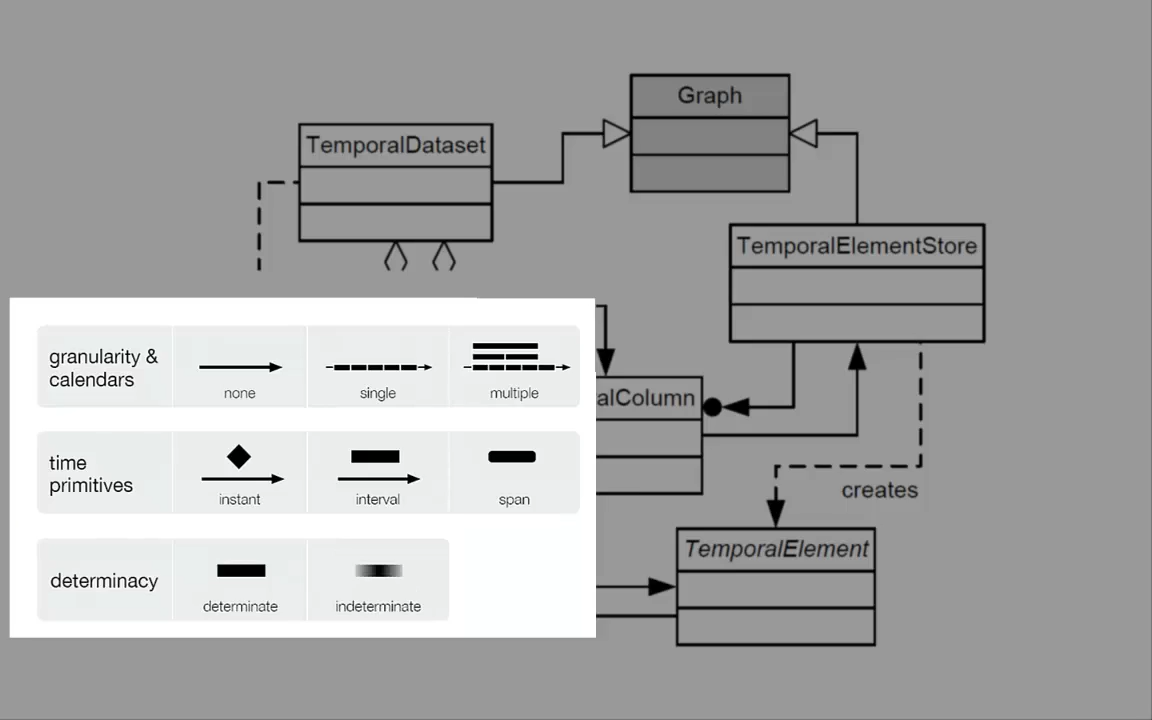 Graph
TemporalDataset
TemporalElementStore
granularity &
calendars
none
single
multiple
alColumn
time
primitives
instant
interval
span
creates
TemporalElement
determinacy
determinate
indeterminate